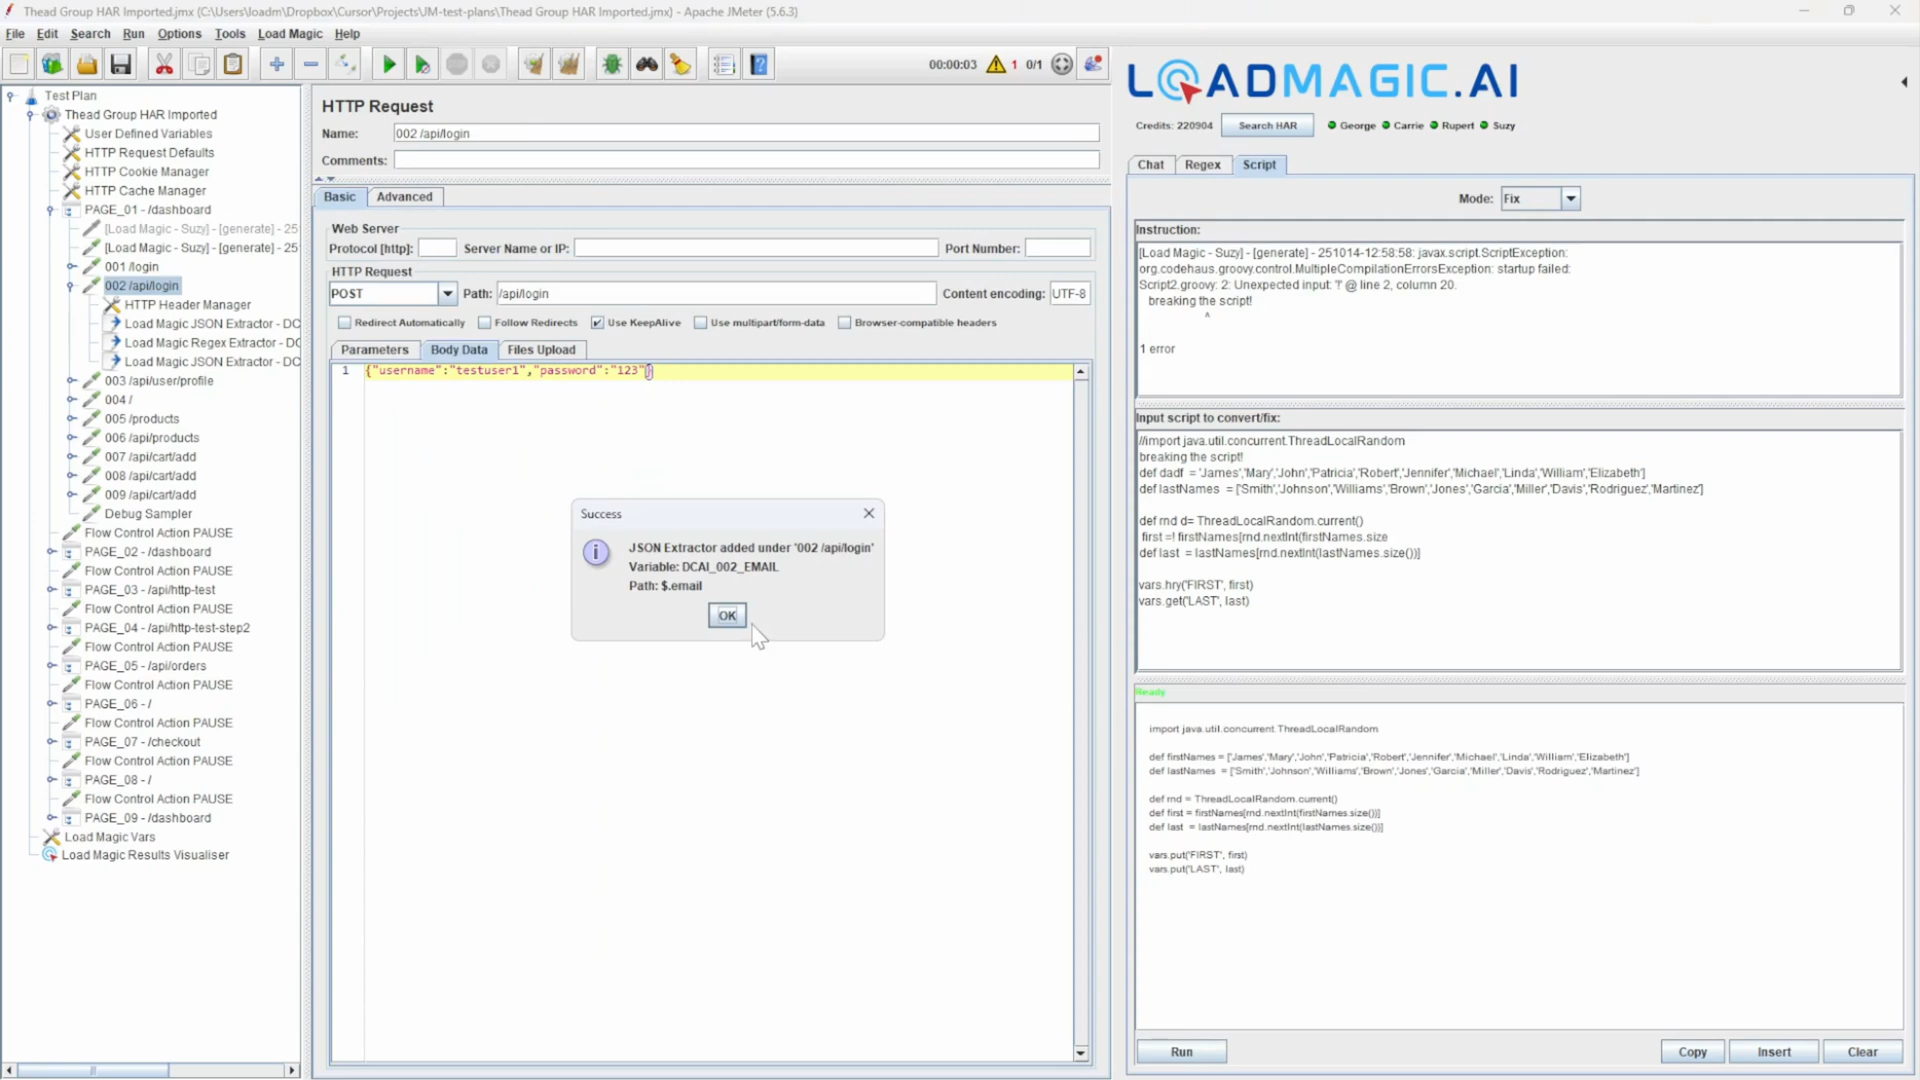 Thead Group HAR Imported.jmx (C:\Users\loadm\Dropbox\Cursor\Projects\JM-test-plans\Thead Group HAR Imported.jmx) - Apache JMeter (5.6.3)
File Edit Search Run Options Tools Load Magic Help
00:00:03 1 0/1
Test Plan
Thead Group HAR Imported
User Defined Variables
HTTP Request Defaults
HTTP Cookie Manager
HTTP Cache Manager
PAGE_01 - /dashboard
[Load Magic - Suzy] - [generate] - 25
[Load Magic - Suzy] - [generate] - 25
001 /login
002 /api/login
HTTP Header Manager
Load Magic JSON Extractor - DC
Load Magic Regex Extractor - DC
Load Magic JSON Extractor - DC
003 /api/user/profile
004 /
005 /products
006 /api/products
007 /api/cart/add
008 /api/cart/add
009 /api/cart/add
Debug Sampler
Flow Control Action PAUSE
PAGE_02 - /dashboard
Flow Control Action PAUSE
PAGE_03 - /api/http-test
Flow Control Action PAUSE
PAGE_04 - /api/http-test-step2
Flow Control Action PAUSE
PAGE_05 - /api/orders
Flow Control Action PAUSE
PAGE_06 - /
Flow Control Action PAUSE
PAGE_07 - /checkout
Flow Control Action PAUSE
PAGE_08 - /
Flow Control Action PAUSE
PAGE_09 - /dashboard
Load Magic Vars
Load Magic Results Visualiser
HTTP Request
Name: 002 /api/login
Comments:
Basic Advanced
Web Server
Protocol [http]: Server Name or IP: Port Number:
HTTP Request
POST Path: /api/login Content encoding: UTF-8
Redirect Automatically Follow Redirects Use KeepAlive Use multipart/form-data Browser-compatible headers
Parameters Body Data Files Upload
1 {"username":"testuser1","password":"123"}
Success
JSON Extractor added under '002 /api/login'
Variable: DCAI_002_EMAIL
Path: $.email
OK
LOADMAGIC.AI
Credits: 220904 Search HAR George Carrie Rupert Suzy
Chat Regex Script
Mode: Fix
Instruction:
[Load Magic - Suzy] - [generate] - 251014-12:58:58: javax.script.ScriptException:
org.codehaus.groovy.control.MultipleCompilationErrorsException: startup failed:
Script2.groovy: 2: Unexpected input: '!' @ line 2, column 20.
breaking the script!
^
1 error
Input script to convert/fix:
//import java.util.concurrent.ThreadLocalRandom
breaking the script!
def dadf = 'James','Mary','John','Patricia','Robert','Jennifer','Michael','Linda','William','Elizabeth']
def lastNames = ['Smith','Johnson','Williams','Brown','Jones','Garcia','Miller','Davis','Rodriguez','Martinez']
def rnd d= ThreadLocalRandom.current()
first =! firstNames[rnd.nextInt(firstNames.size
def last = lastNames[rnd.nextInt(lastNames.size())]
vars.hry('FIRST', first)
vars.get('LAST', last)
Ready
import java.util.concurrent.ThreadLocalRandom
def firstNames = ['James','Mary','John','Patricia','Robert','Jennifer','Michael','Linda','William','Elizabeth']
def lastNames = ['Smith','Johnson','Williams','Brown','Jones','Garcia','Miller','Davis','Rodriguez','Martinez']
def rnd = ThreadLocalRandom.current()
def first = firstNames[rnd.nextInt(firstNames.size())]
def last = lastNames[rnd.nextInt(lastNames.size())]
vars.put('FIRST', first)
vars.put('LAST', last)
Run Copy Insert Clear